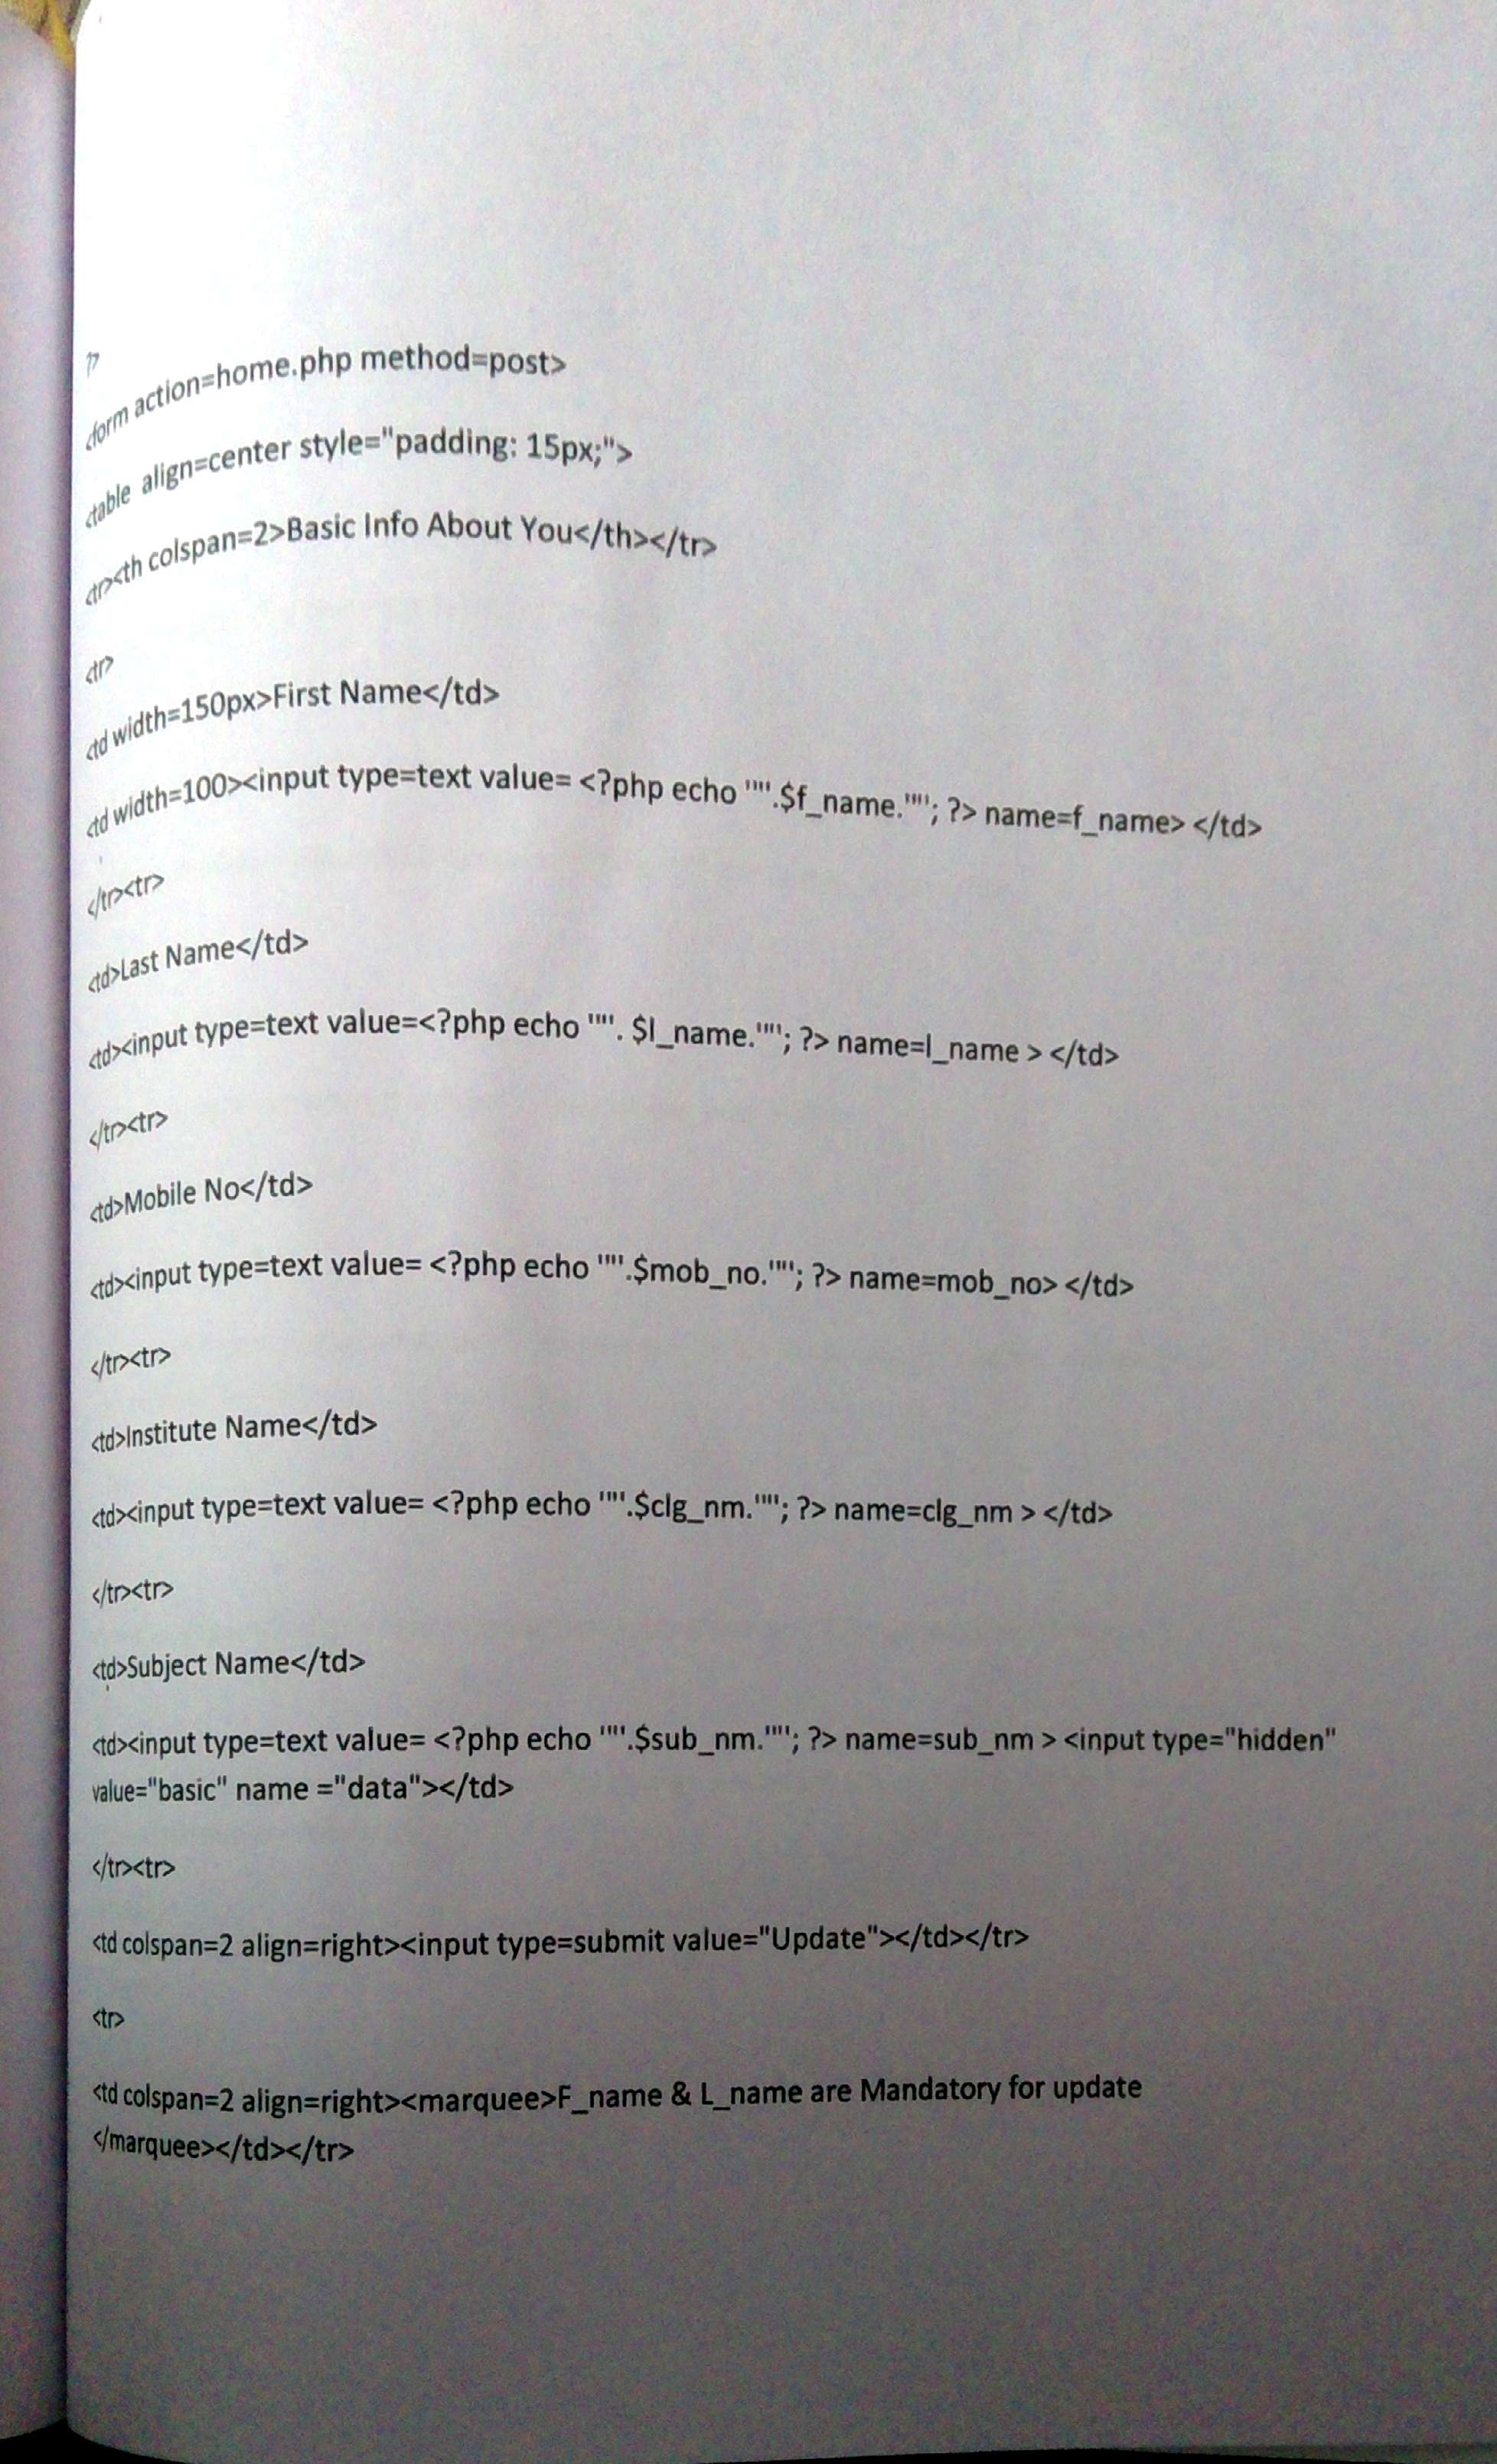 ?>
<form action=home.php method=post>
<table align=center style="padding: 15px;">
<tr><th colspan=2>Basic Info About You</th></tr>
<tr>
<td width=150px>First Name</td>
<td width=100><input type=text value= <?php echo '"'.$f_name.'"'; ?> name=f_name> </td>
</tr><tr>
<td>Last Name</td>
<td><input type=text value=<?php echo '"'. $l_name.'"'; ?> name=l_name > </td>
</tr><tr>
<td>Mobile No</td>
<td><input type=text value= <?php echo '"'.$mob_no.'"'; ?> name=mob_no> </td>
</tr><tr>
<td>Institute Name</td>
<td><input type=text value= <?php echo '"'.$clg_nm.'"'; ?> name=clg_nm > </td>
</tr><tr>
<td>Subject Name</td>
<td><input type=text value= <?php echo '"'.$sub_nm.'"'; ?> name=sub_nm > <input type="hidden"
value="basic" name ="data"></td>
</tr><tr>
<td colspan=2 align=right><input type=submit value="Update"></td></tr>
<tr>
<td colspan=2 align=right><marquee>F_name & L_name are Mandatory for update
</marquee></td></tr>